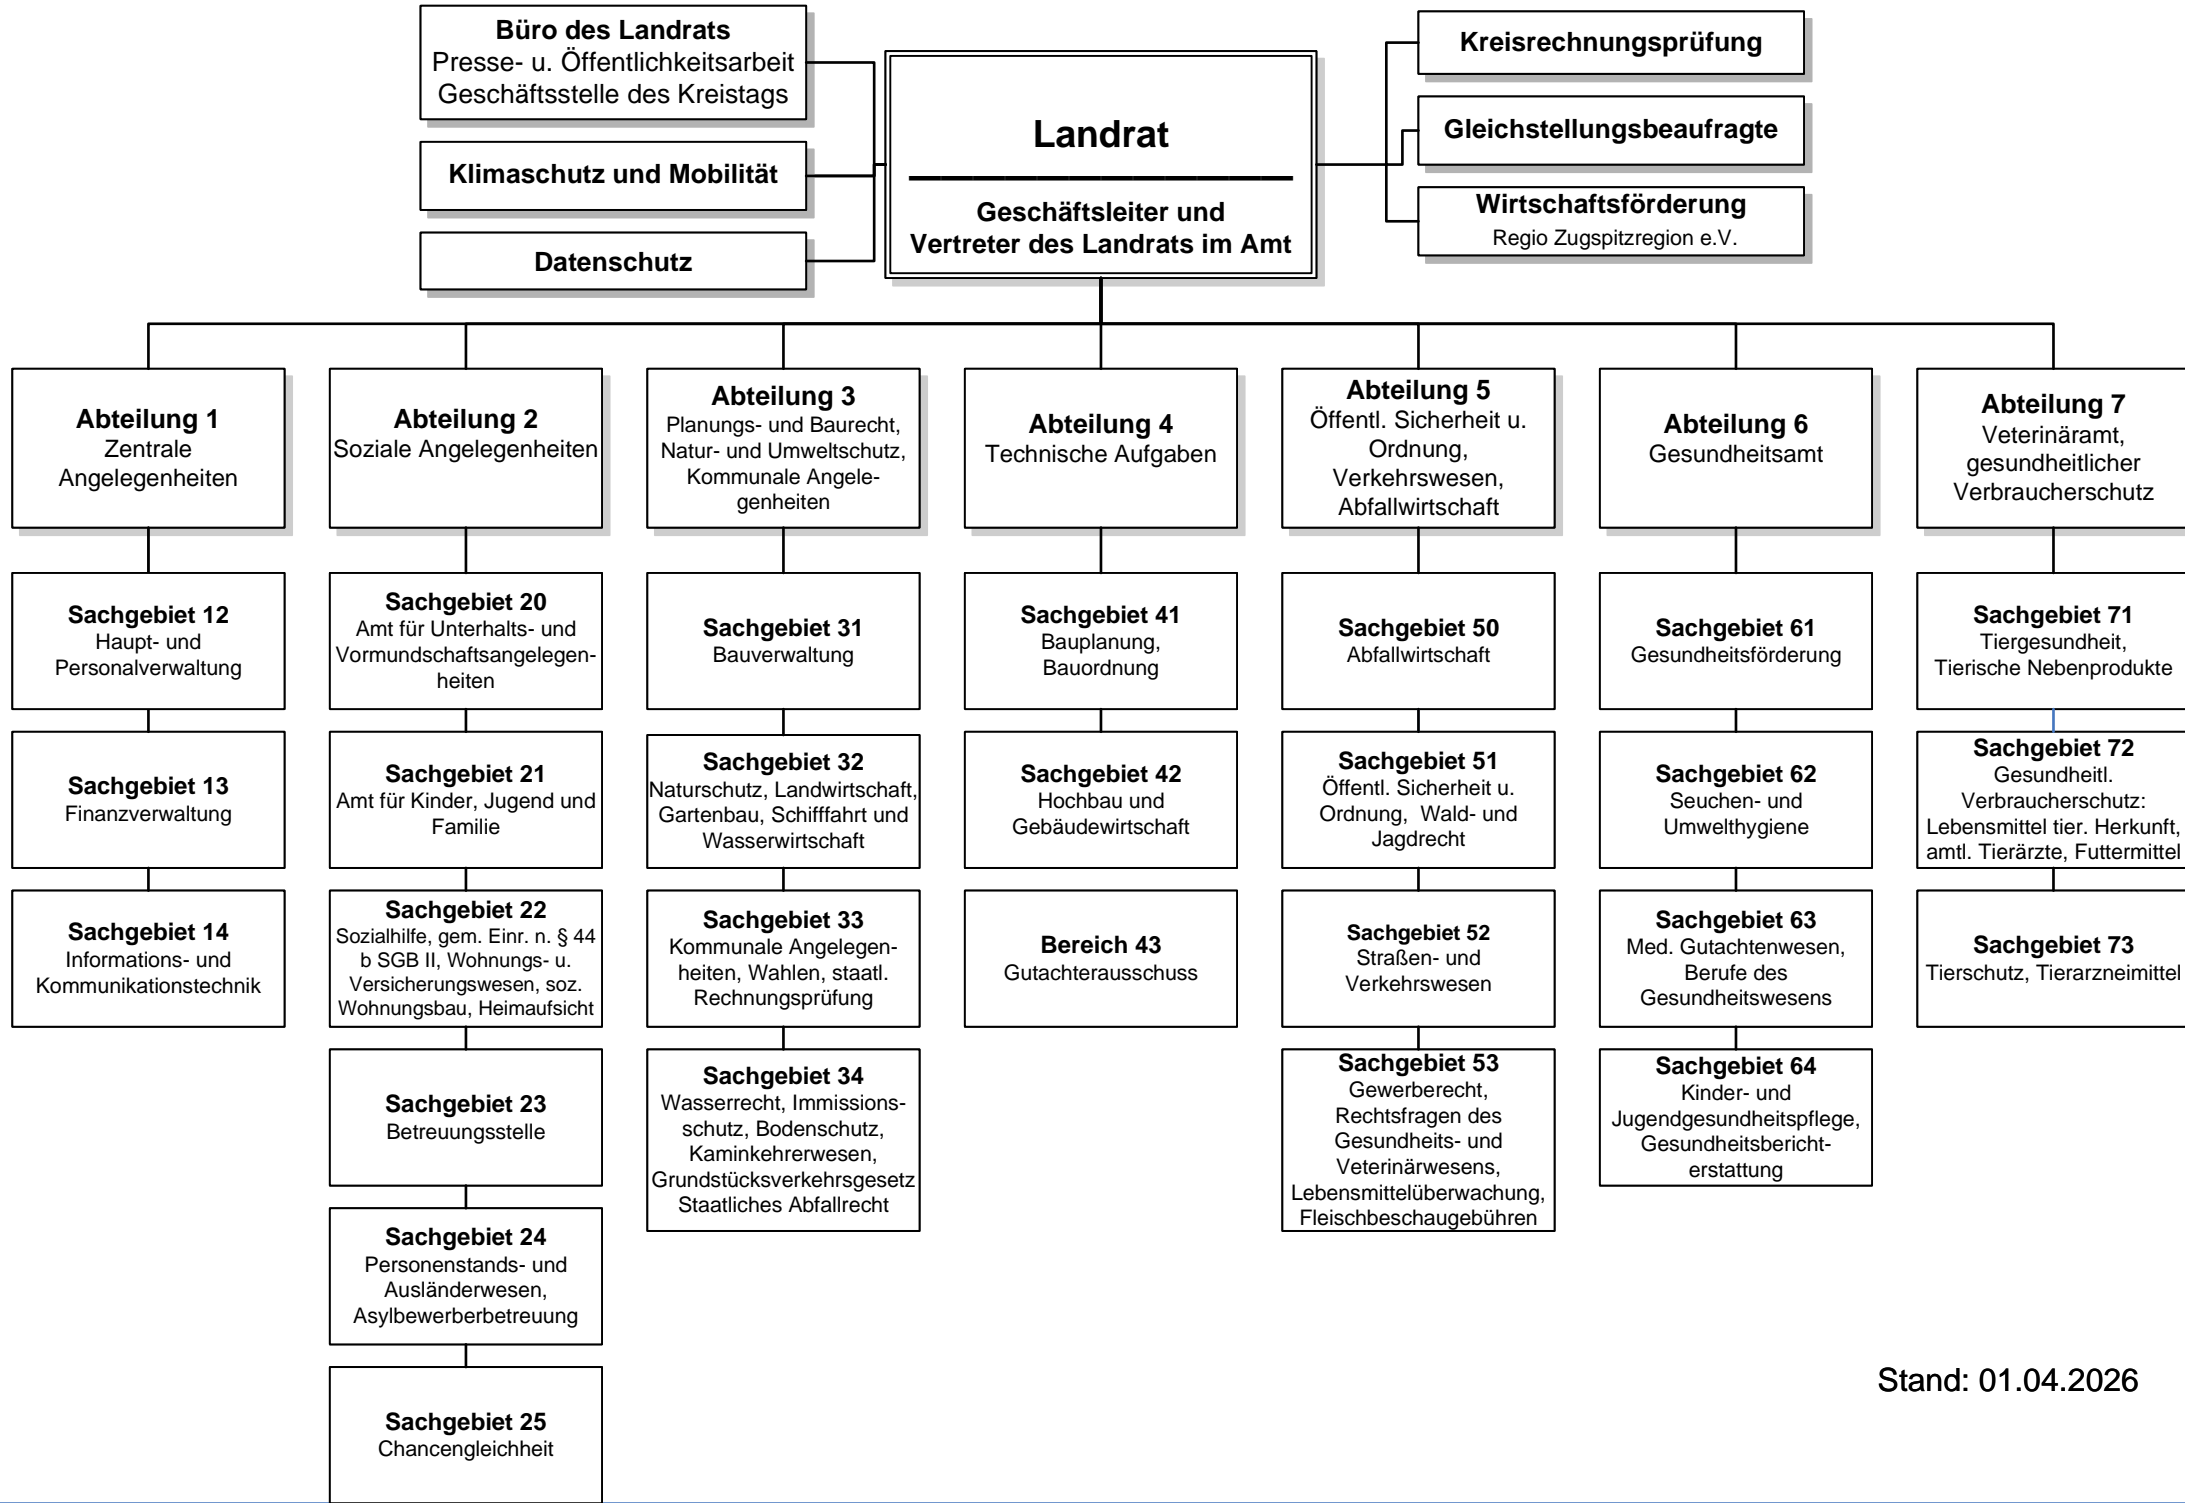 Büro des Landrats
Presse- u. Öffentlichkeitsarbeit
Geschäftsstelle des Kreistags
Klimaschutz und Mobilität
Datenschutz
Landrat
Geschäftsleiter und
Vertreter des Landrats im Amt
Kreisrechnungsprüfung
Gleichstellungsbeaufragte
Wirtschaftsförderung
Regio Zugspitzregion e.V.
Abteilung 1
Zentrale
Angelegenheiten
Sachgebiet 12
Haupt- und
Personalverwaltung
Sachgebiet 13
Finanzverwaltung
Sachgebiet 14
Informations- und
Kommunikationstechnik
Abteilung 2
Soziale Angelegenheiten
Sachgebiet 20
Amt für Unterhalts- und
Vormundschaftsangelegen-
heiten
Sachgebiet 21
Amt für Kinder, Jugend und
Familie
Sachgebiet 22
Sozialhilfe, gem. Einr. n. § 44
b SGB II, Wohnungs- u.
Versicherungswesen, soz.
Wohnungsbau, Heimaufsicht
Sachgebiet 23
Betreuungsstelle
Sachgebiet 24
Personenstands- und
Ausländerwesen,
Asylbewerberbetreuung
Sachgebiet 25
Chancengleichheit
Abteilung 3
Planungs- und Baurecht,
Natur- und Umweltschutz,
Kommunale Angele-
genheiten
Sachgebiet 31
Bauverwaltung
Sachgebiet 32
Naturschutz, Landwirtschaft,
Gartenbau, Schifffahrt und
Wasserwirtschaft
Sachgebiet 33
Kommunale Angelegen-
heiten, Wahlen, staatl.
Rechnungsprüfung
Sachgebiet 34
Wasserrecht, Immissions-
schutz, Bodenschutz,
Kaminkehrerwesen,
Grundstücksverkehrsgesetz
Staatliches Abfallrecht
Abteilung 4
Technische Aufgaben
Sachgebiet 41
Bauplanung,
Bauordnung
Sachgebiet 42
Hochbau und
Gebäudewirtschaft
Bereich 43
Gutachterausschuss
Abteilung 5
Öffentl. Sicherheit u.
Ordnung,
Verkehrswesen,
Abfallwirtschaft
Sachgebiet 50
Abfallwirtschaft
Sachgebiet 51
Öffentl. Sicherheit u.
Ordnung, Wald- und
Jagdrecht
Sachgebiet 52
Straßen- und
Verkehrswesen
Sachgebiet 53
Gewerberecht,
Rechtsfragen des
Gesundheits- und
Veterinärwesens,
Lebensmittelüberwachung,
Fleischbeschaugebühren
Abteilung 6
Gesundheitsamt
Sachgebiet 61
Gesundheitsförderung
Sachgebiet 62
Seuchen- und
Umwelthygiene
Sachgebiet 63
Med. Gutachtenwesen,
Berufe des
Gesundheitswesens
Sachgebiet 64
Kinder- und
Jugendgesundheitspflege,
Gesundheitsbericht-
erstattung
Abteilung 7
Veterinäramt,
gesundheitlicher
Verbraucherschutz
Sachgebiet 71
Tiergesundheit,
Tierische Nebenprodukte
Sachgebiet 72
Gesundheitl.
Verbraucherschutz:
Lebensmittel tier. Herkunft,
amtl. Tierärzte, Futtermittel
Sachgebiet 73
Tierschutz, Tierarzneimittel
Stand: 01.04.2026